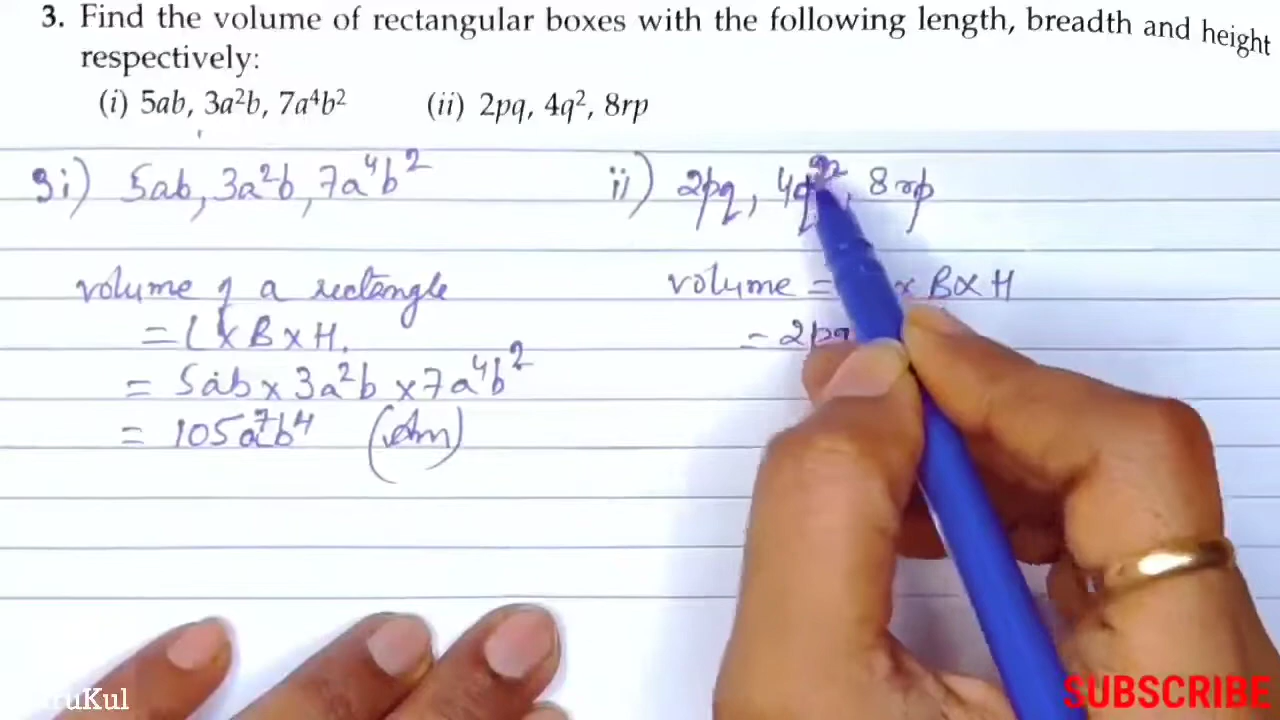 3. Find the volume of rectangular boxes with the following length, breadth and height
respectively:
(i) 5ab, 3a²b, 7a⁴b² (ii) 2pq, 4q², 8rp
3i) 5ab, 3a²b, 7a⁴b²
volume of a rectangle
= L × B × H.
= 5ab × 3a²b × 7a⁴b²
= 105a⁷b⁴ (Ans)
ii) 2pq, 4q², 8rp
volume = × B × H
= 2pq
ruKul
SUBSCRIBE